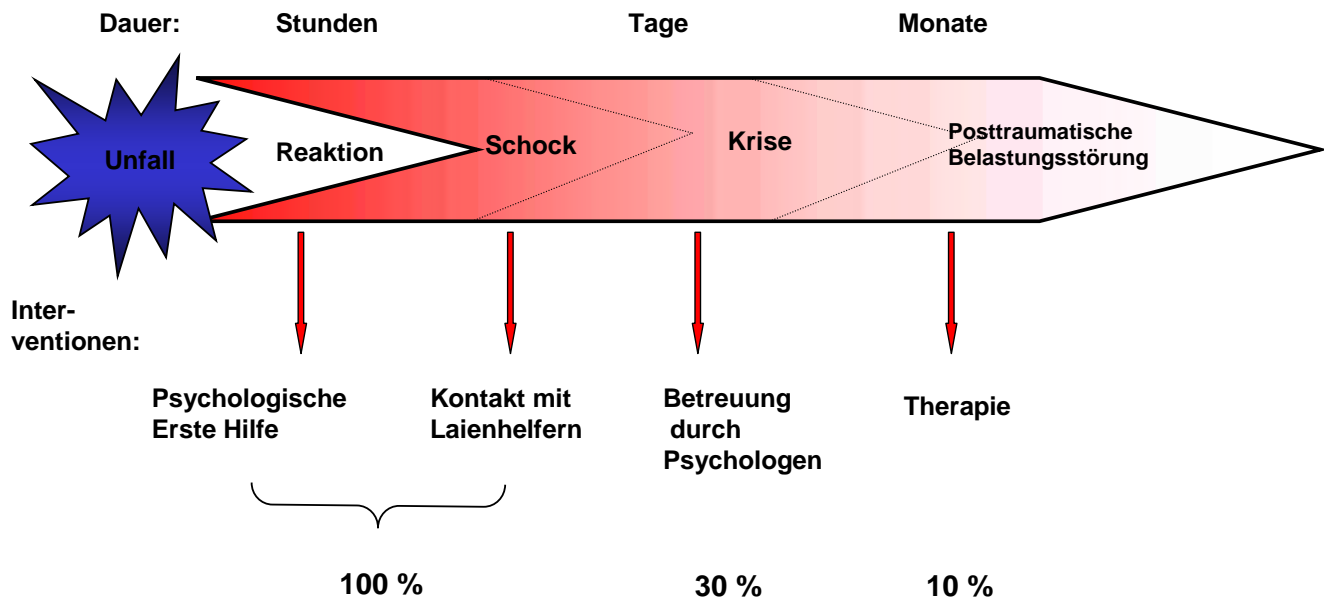 Dauer: Stunden Tage Monate
Unfall Reaktion Schock Krise
Posttraumatische
Belastungsstörung
Inter-
ventionen:
Psychologische
Erste Hilfe
Kontakt mit
Laienhelfern
Betreuung
durch
Psychologen
Therapie
100 % 30 % 10 %